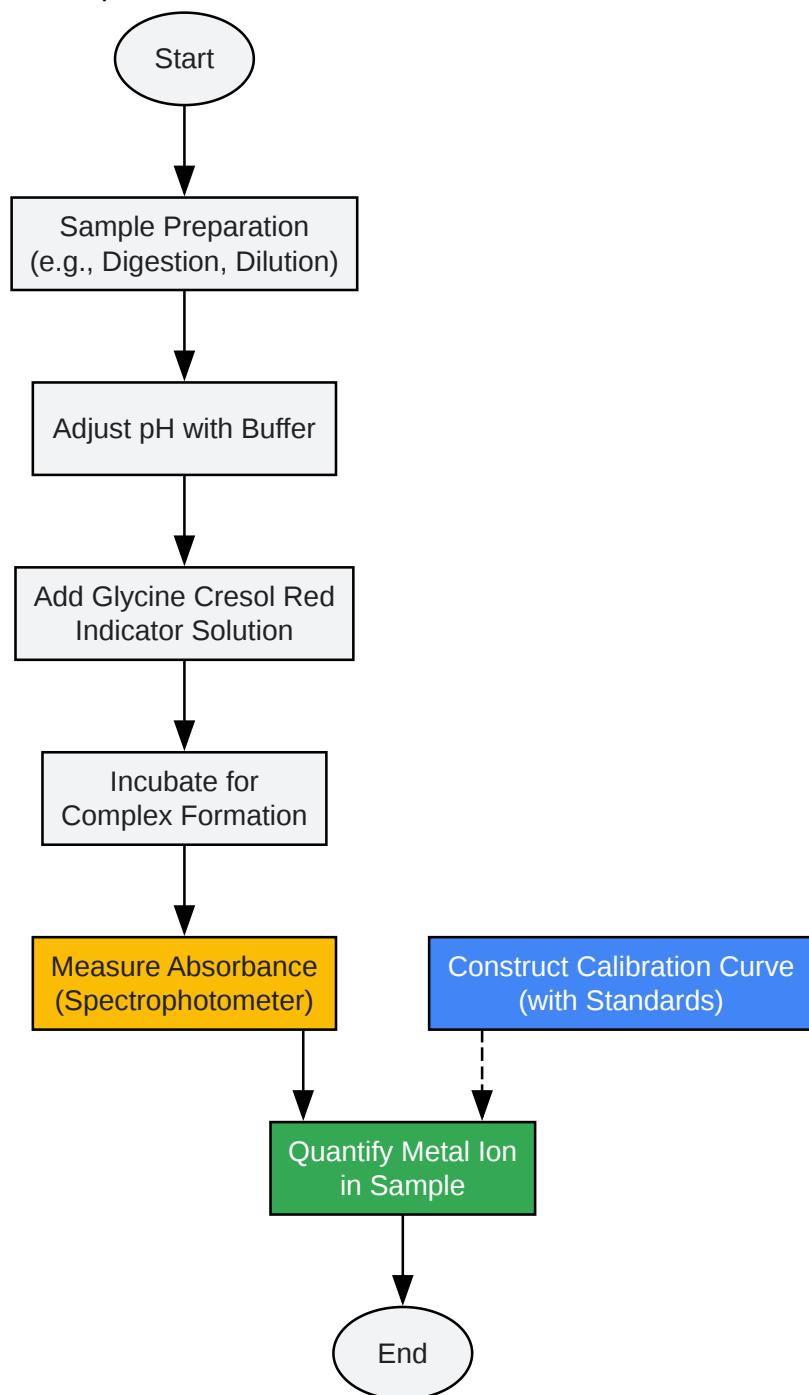 Start
Sample Preparation
(e.g., Digestion, Dilution)
Adjust pH with Buffer
Add Glycine Cresol Red
Indicator Solution
Incubate for
Complex Formation
Measure Absorbance
(Spectrophotometer)
Construct Calibration Curve
(with Standards)
Quantify Metal Ion
in Sample
End